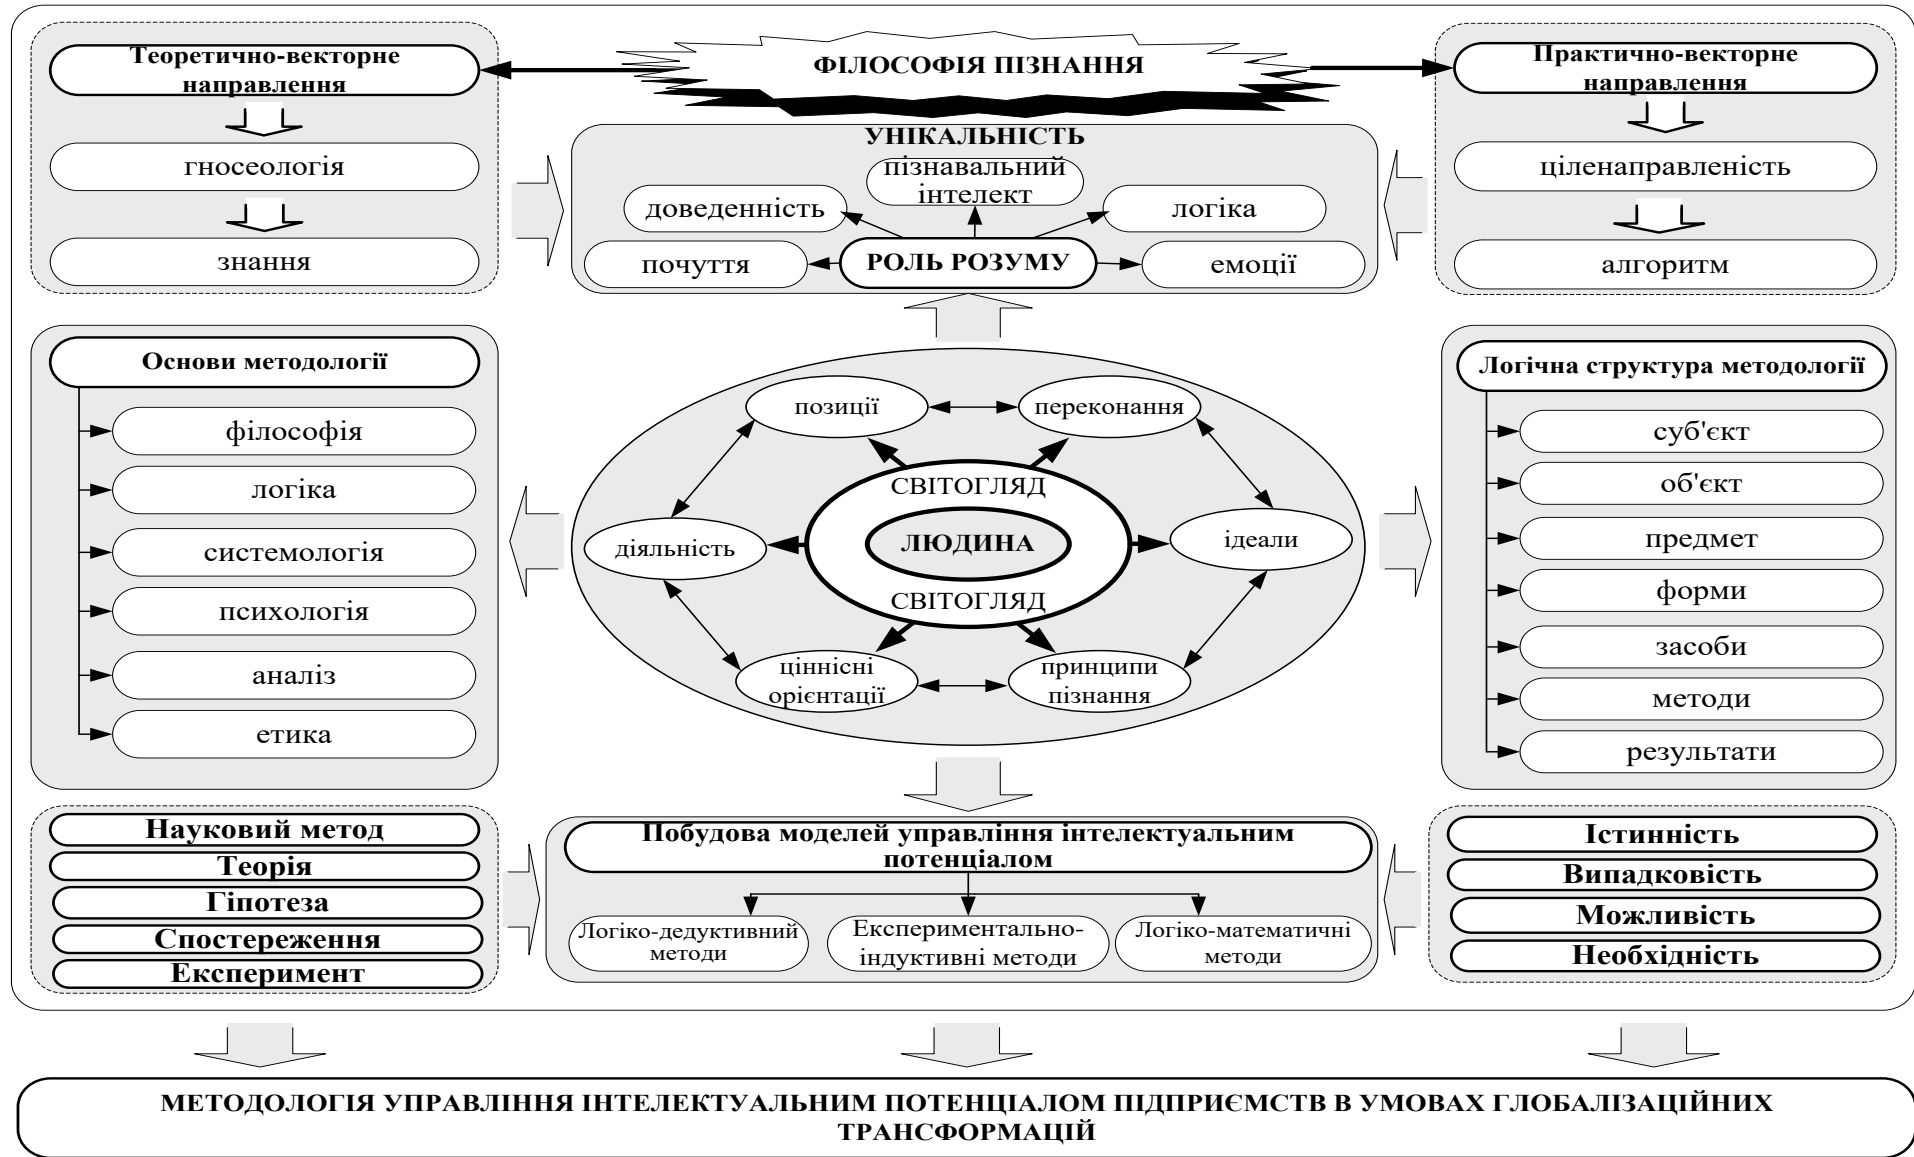 Теоретично-векторне
направлення
гносеологія
знання
ФІЛОСОФІЯ ПІЗНАННЯ
УНІКАЛЬНІСТЬ
пізнавальний
інтелект
доведенність
логіка
почуття
РОЛЬ РОЗУМУ
емоції
Практично-векторне
направлення
ціленаправленість
алгоритм
Основи методології
філософія
логіка
системологія
психологія
аналіз
етика
позиції
переконання
СВІТОГЛЯД
діяльність
ЛЮДИНА
ідеали
СВІТОГЛЯД
ціннісні
орієнтації
принципи
пізнання
Логічна структура методології
суб'єкт
об'єкт
предмет
форми
засоби
методи
результати
Науковий метод
Теорія
Гіпотеза
Спостереження
Експеримент
Побудова моделей управління інтелектуальним
потенціалом
Логіко-дедуктивний
методи
Експериментально-
індуктивні методи
Логіко-математичні
методи
Істинність
Випадковість
Можливість
Необхідність
МЕТОДОЛОГІЯ УПРАВЛІННЯ ІНТЕЛЕКТУАЛЬНИМ ПОТЕНЦІАЛОМ ПІДПРИЄМСТВ В УМОВАХ ГЛОБАЛІЗАЦІЙНИХ
ТРАНСФОРМАЦІЙ